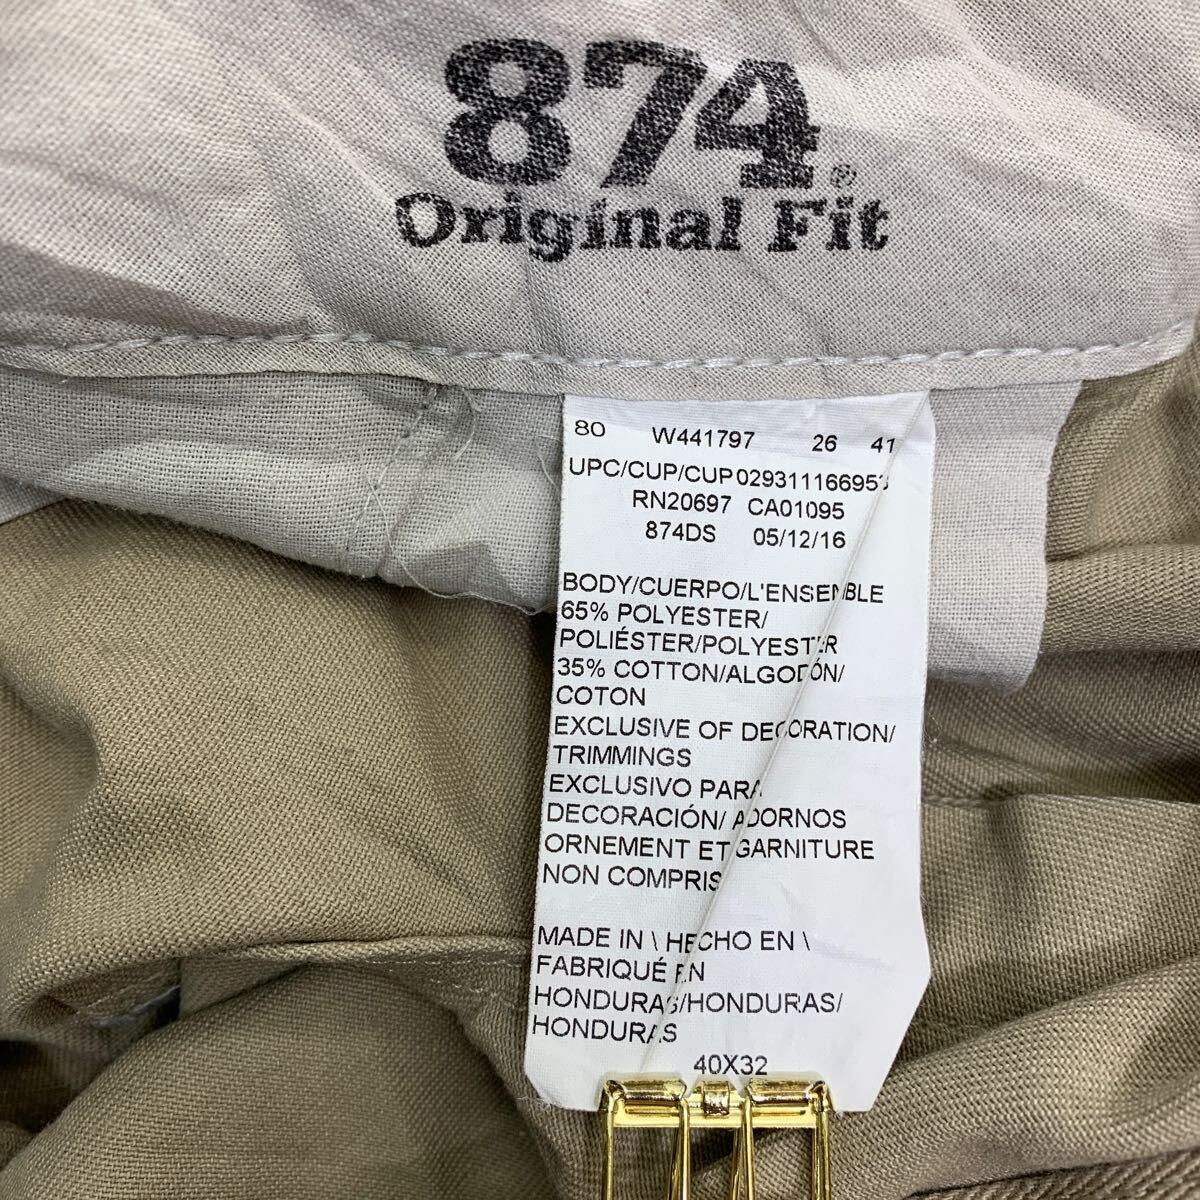 874®
Original Fit
80 W441797 26 41
UPC/CUP/CUP 029311166953
RN20697 CA01095
874DS 05/12/16
BODY/CUERPO/L'ENSEMBLE
65% POLYESTER/
POLIÉSTER/POLYESTER
35% COTTON/ALGODÓN/
COTON
EXCLUSIVE OF DECORATION/
TRIMMINGS
EXCLUSIVO PARA
DECORACIÓN/ ADORNOS
ORNEMENT ET GARNITURE
NON COMPRIS
MADE IN \ HECHO EN \
FABRIQUÉ EN
HONDURAS/HONDURAS/
HONDURAS
40X32